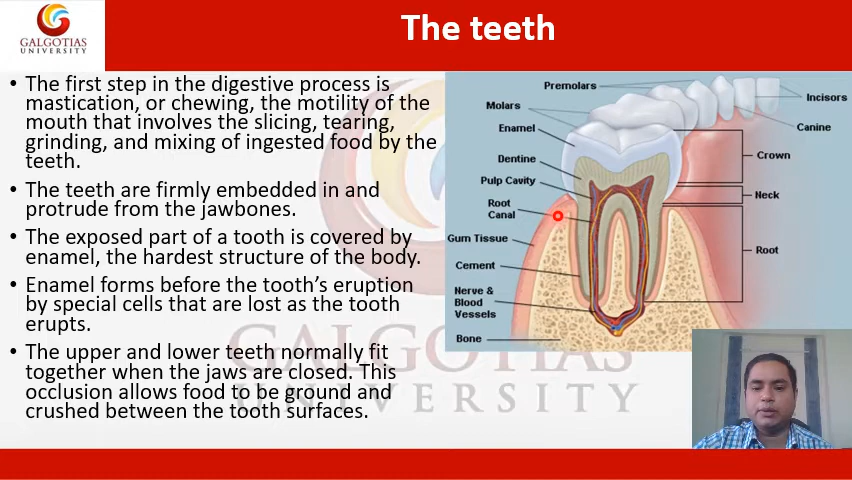 GALGOTIAS
UNIVERSITY
The teeth
• The first step in the digestive process is
mastication, or chewing, the motility of the
mouth that involves the slicing, tearing,
grinding, and mixing of ingested food by the
teeth.
• The teeth are firmly embedded in and
protrude from the jawbones.
• The exposed part of a tooth is covered by
enamel, the hardest structure of the body.
• Enamel forms before the tooth's eruption
by special cells that are lost as the tooth
erupts.
• The upper and lower teeth normally fit
together when the jaws are closed. This
occlusion allows food to be ground and
crushed between the tooth surfaces.
Premolars
Incisors
Molars
Canine
Enamel
Crown
Dentine
Pulp Cavity
Neck
Root
Canal
Gum Tissue
Root
Cement
Nerve &
Blood
Vessels
Bone
GALGOTIAS
UNIVERSITY